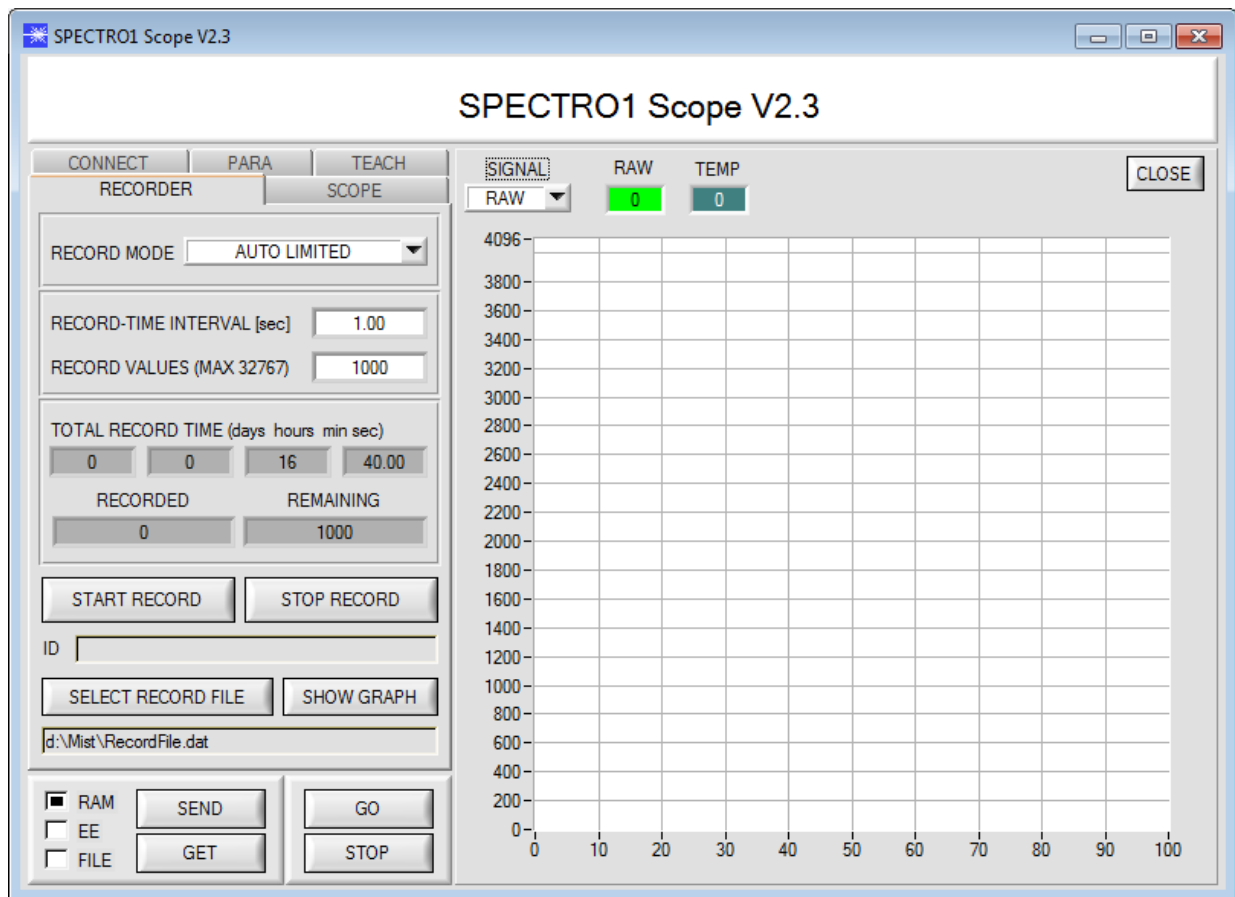 SPECTRO1 Scope V2.3
SPECTRO1 Scope V2.3
CONNECT PARA TEACH
RECORDER SCOPE
RECORD MODE AUTO LIMITED
RECORD-TIME INTERVAL [sec] 1.00
RECORD VALUES (MAX 32767) 1000
TOTAL RECORD TIME (days hours min sec)
0 0 16 40.00
RECORDED REMAINING
0 1000
START RECORD STOP RECORD
ID
SELECT RECORD FILE SHOW GRAPH
d:\Mist\RecordFile.dat
RAM SEND GO
EE
FILE GET STOP
SIGNAL RAW TEMP CLOSE
RAW 0 0
4096
3800
3600
3400
3200
3000
2800
2600
2400
2200
2000
1800
1600
1400
1200
1000
800
600
400
200
0
0 10 20 30 40 50 60 70 80 90 100